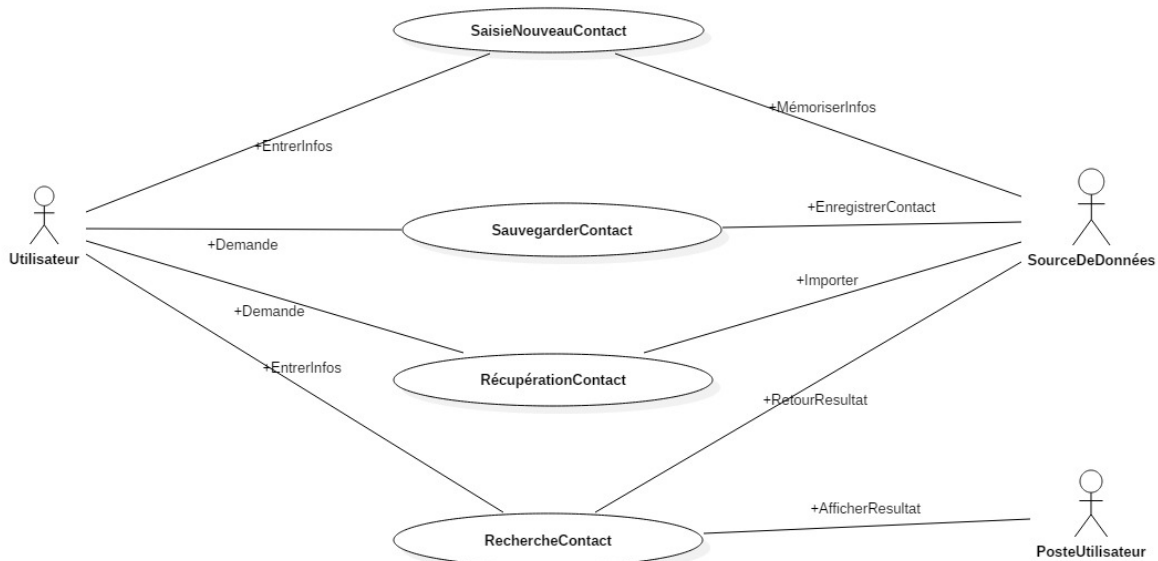 SaisieNouveauContact
+MémoriserInfos
+EntrerInfos
+EnregistrerContact
SauvegarderContact
+Demande
Utilisateur
SourceDeDonnées
+Importer
+Demande
+EntrerInfos
RécupérationContact
+RetourResultat
+AfficherResultat
RechercheContact
PosteUtilisateur